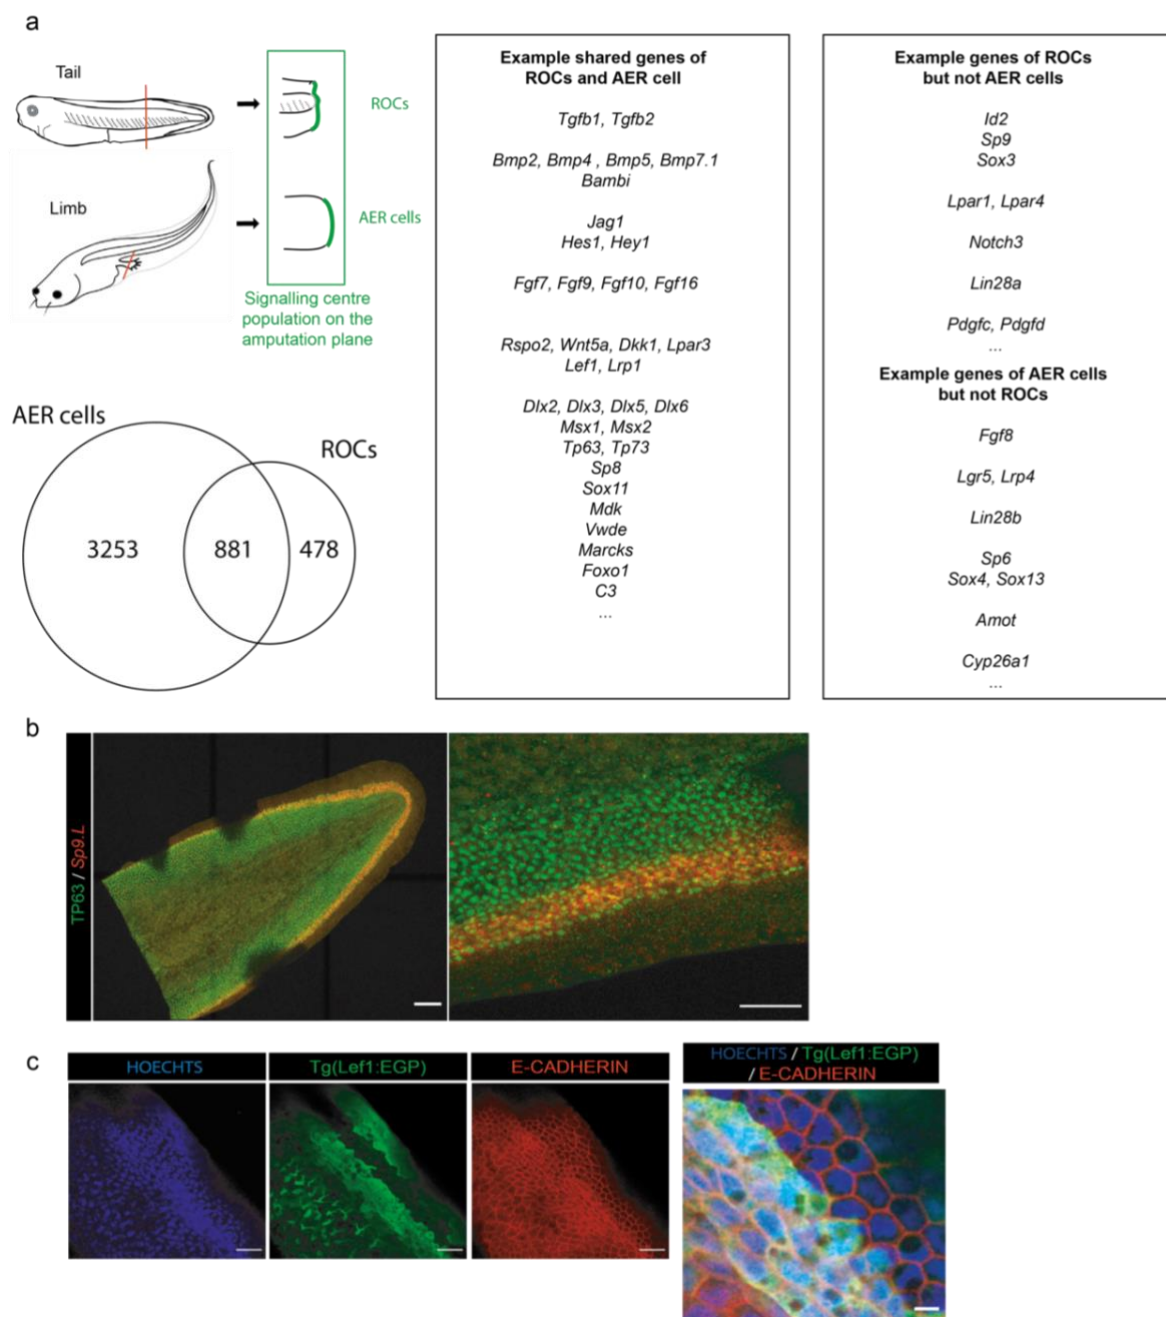 a
Tail
ROCs
Limb
AER cells
Signalling centre
population on the
amputation plane
AER cells
ROCs
3253
881
478
Example shared genes of
ROCs and AER cell
Tgfb1, Tgfb2
Bmp2, Bmp4 , Bmp5, Bmp7.1
Bambi
Jag1
Hes1, Hey1
Fgf7, Fgf9, Fgf10, Fgf16
Rspo2, Wnt5a, Dkk1, Lpar3
Lef1, Lrp1
Dlx2, Dlx3, Dlx5, Dlx6
Msx1, Msx2
Tp63, Tp73
Sp8
Sox11
Mdk
Vwde
Marcks
Foxo1
C3
...
Example genes of ROCs
but not AER cells
Id2
Sp9
Sox3
Lpar1, Lpar4
Notch3
Lin28a
Pdgfc, Pdgfd
...
Example genes of AER cells
but not ROCs
Fgf8
Lgr5, Lrp4
Lin28b
Sp6
Sox4, Sox13
Amot
Cyp26a1
...
b
TP63 / Sp9.L
c
HOECHTS
Tg(Lef1:EGP)
E-CADHERIN
HOECHTS / Tg(Lef1:EGP)
/ E-CADHERIN